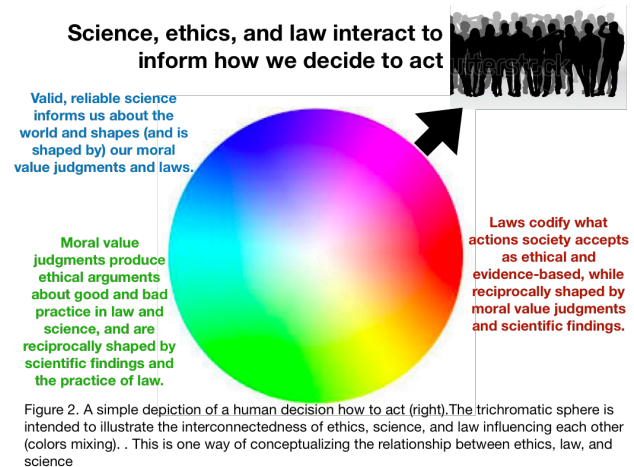 Science, ethics, and law interact to
inform how we decide to act
Valid, reliable science
informs us about the
world and shapes (and is
shaped by) our moral
value judgments and laws.
Moral value
judgments produce
ethical arguments
about good and bad
practice in law and
science, and are
reciprocally shaped by
scientific findings and
the practice of law.
Laws codify what
actions society accepts
as ethical and
evidence-based, while
reciprocally shaped by
moral value judgments
and scientific findings.
Figure 2. A simple depiction of a human decision how to act (right).The trichromatic sphere is
intended to illustrate the interconnectedness of ethics, science, and law influencing each other
(colors mixing). . This is one way of conceptualizing the relationship between ethics, law, and
science